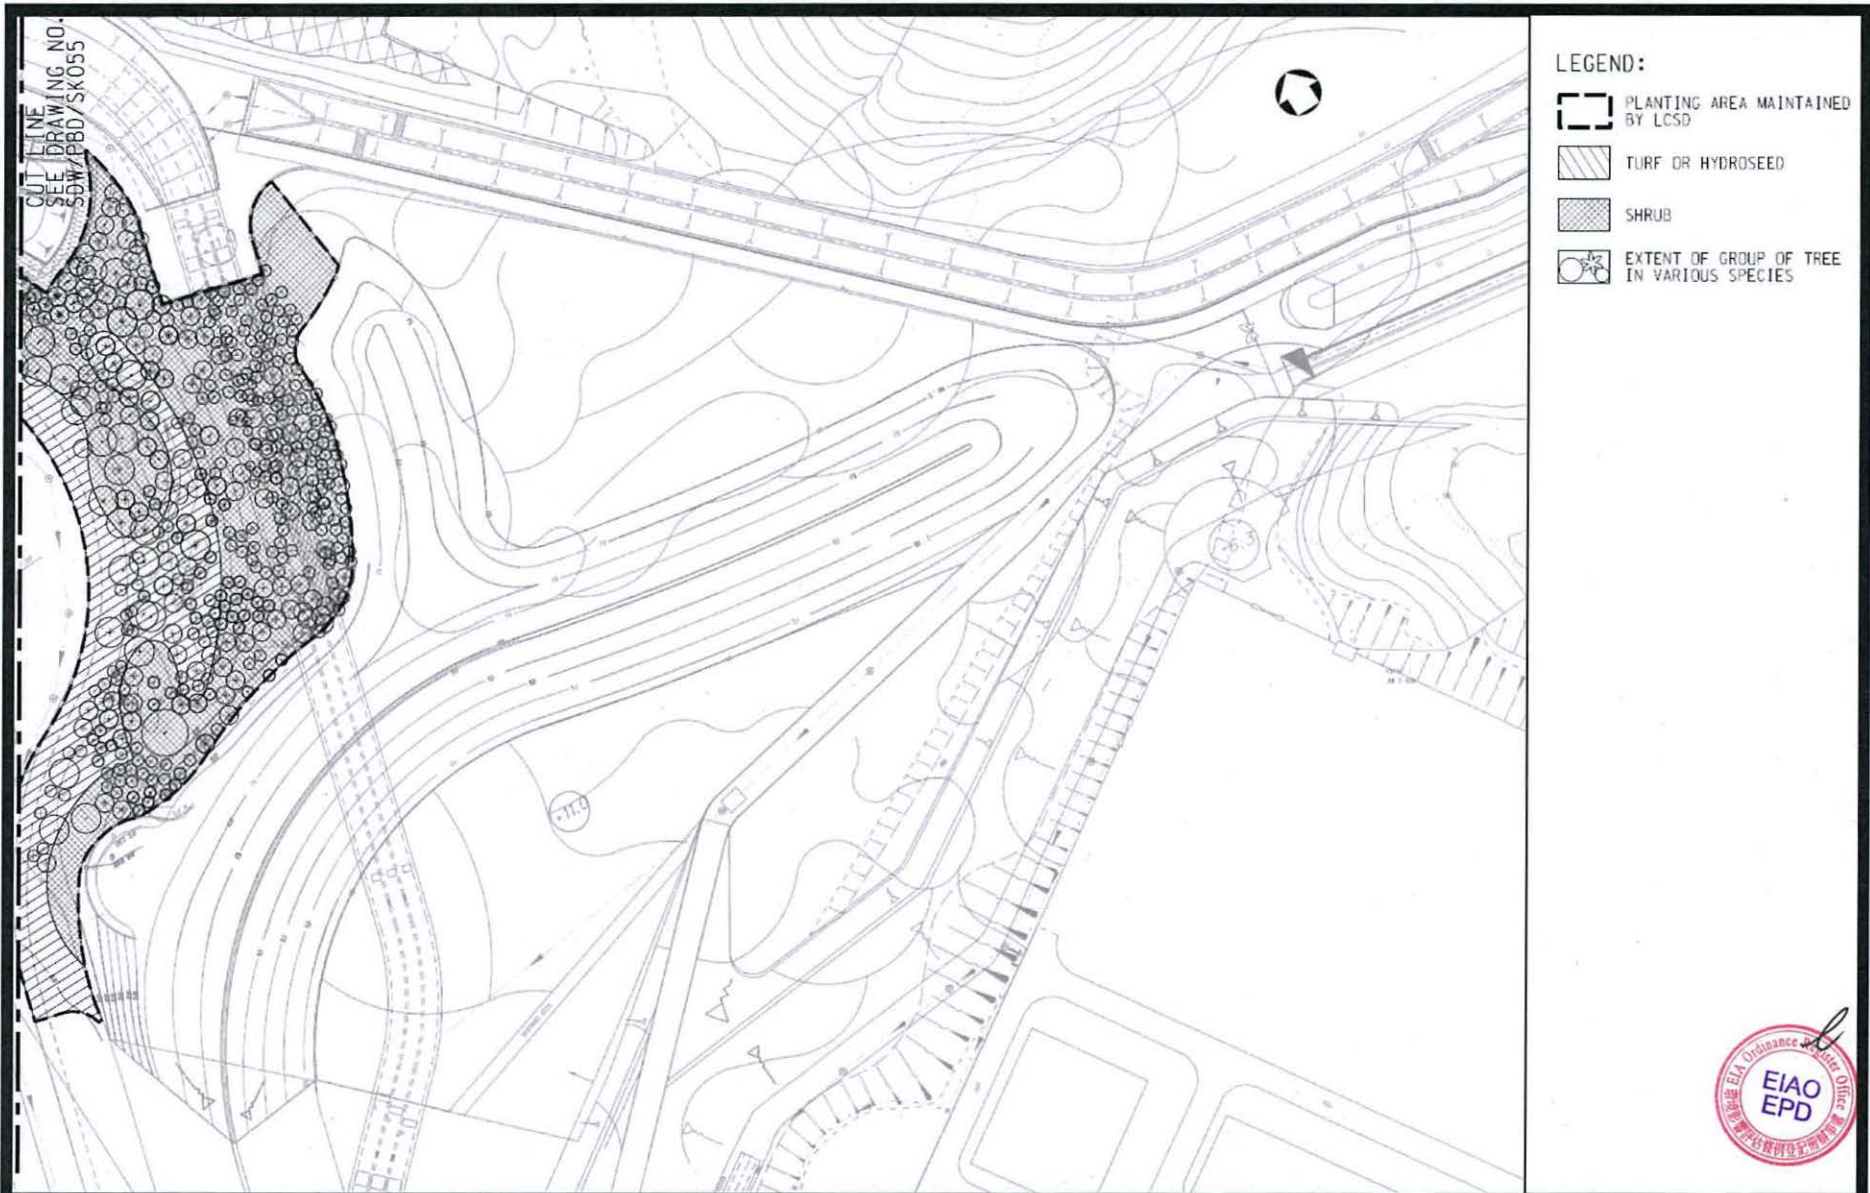 CUT LINE
SEE DRAWING NO.
SDW/PBD/SK055
LEGEND:
PLANTING AREA MAINTAINED
BY LCSD
TURF OR HYDROSEED
SHRUB
EXTENT OF GROUP OF TREE
IN VARIOUS SPECIES
EIA Ordinance Register Office
EIAO
EPD